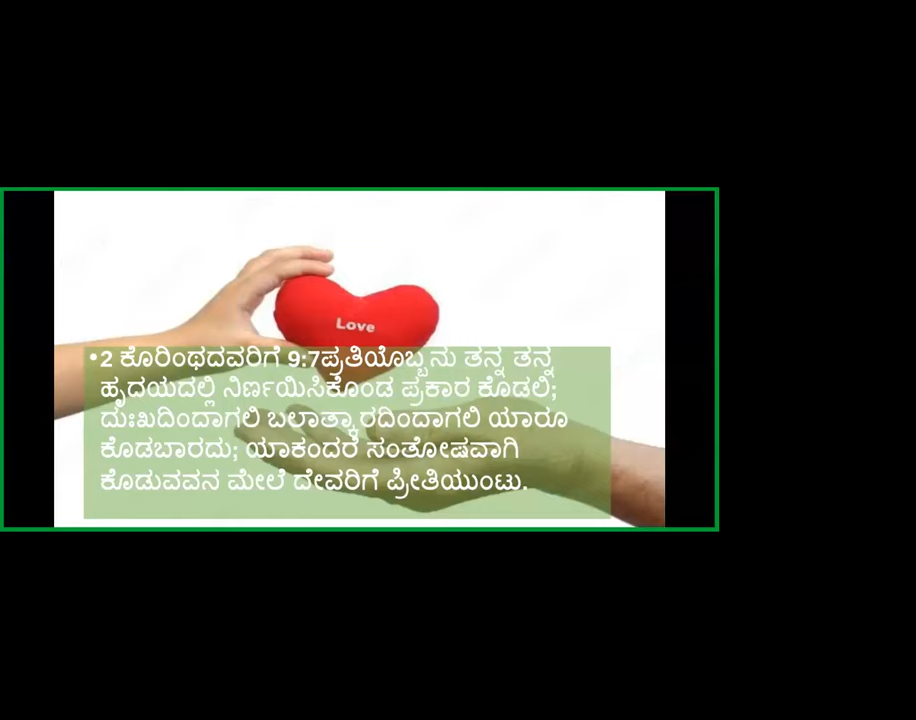 Love
•2 ಕೊರಿಂಥದವರಿಗೆ 9:7ಪ್ರತಿಯೊಬ್ಬನು ತನ್ನ ತನ್ನ
ಹೃದಯದಲ್ಲಿ ನಿರ್ಣಯಿಸಿಕೊಂಡ ಪ್ರಕಾರ ಕೊಡಲಿ;
ದುಃಖದಿಂದಾಗಲಿ ಬಲಾತ್ಕಾರದಿಂದಾಗಲಿ ಯಾರೂ
ಕೊಡಬಾರದು; ಯಾಕಂದರೆ ಸಂತೋಷವಾಗಿ
ಕೊಡುವವನ ಮೇಲೆ ದೇವರಿಗೆ ಪ್ರೀತಿಯುಂಟು.